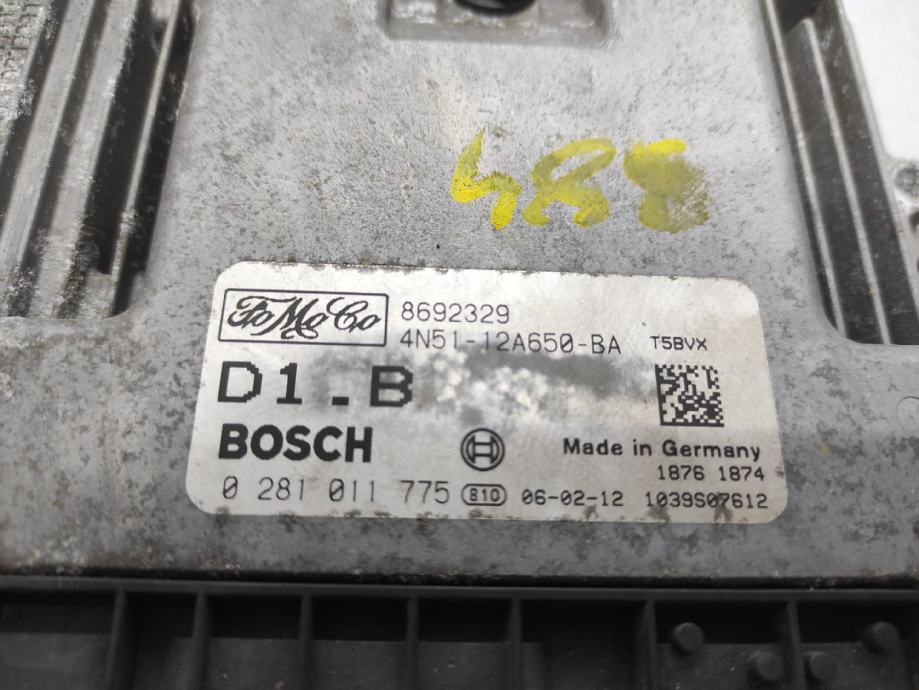 488
FoMoCo
8692329
4N51-12A650-BA T5BVX
D1.B
BOSCH
Made in Germany
1876 1874
0 281 011 775 810 06-02-12 1039S07612